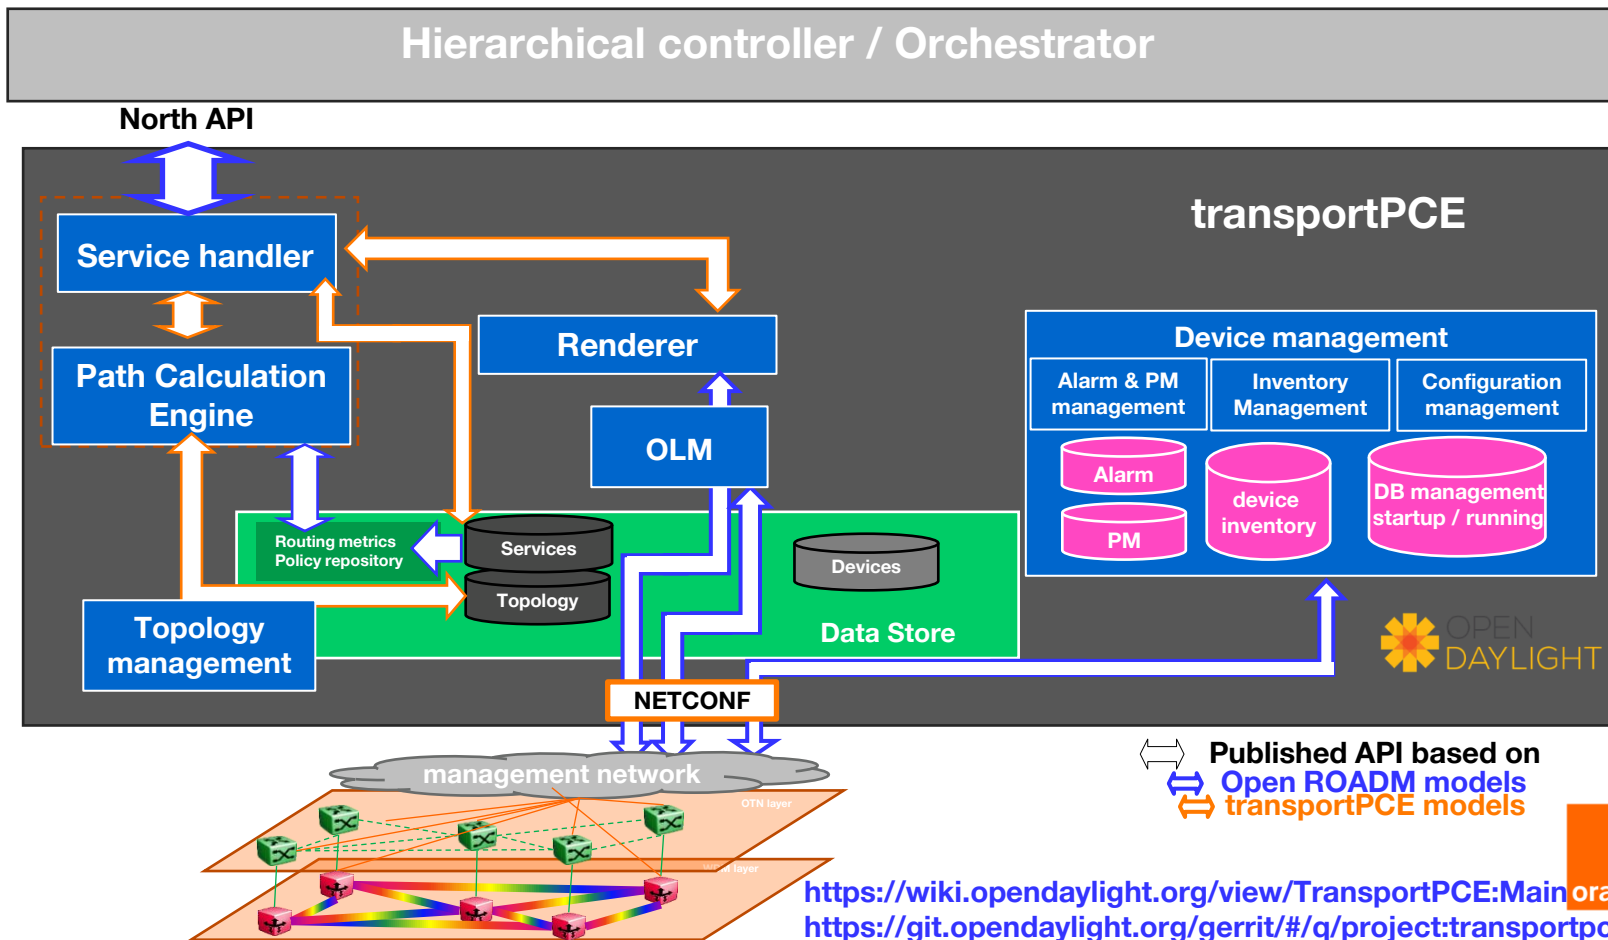 Hierarchical controller / Orchestrator
North API
transportPCE
Service handler
Renderer
Path Calculation
Engine
OLM
Device management
Alarm & PM
management
Inventory
Management
Configuration
management
Alarm
PM
device
inventory
DB management
startup / running
Routing metrics
Policy repository
Services
Topology
Devices
Data Store
Topology
management
OPEN
DAYLIGHT
NETCONF
management network
OTN layer
layer
Published API based on
Open ROADM models
transportPCE models
https://wiki.opendaylight.org/view/TransportPCE:Main
ora
https://git.opendaylight.org/gerrit/#/q/project:transportpc